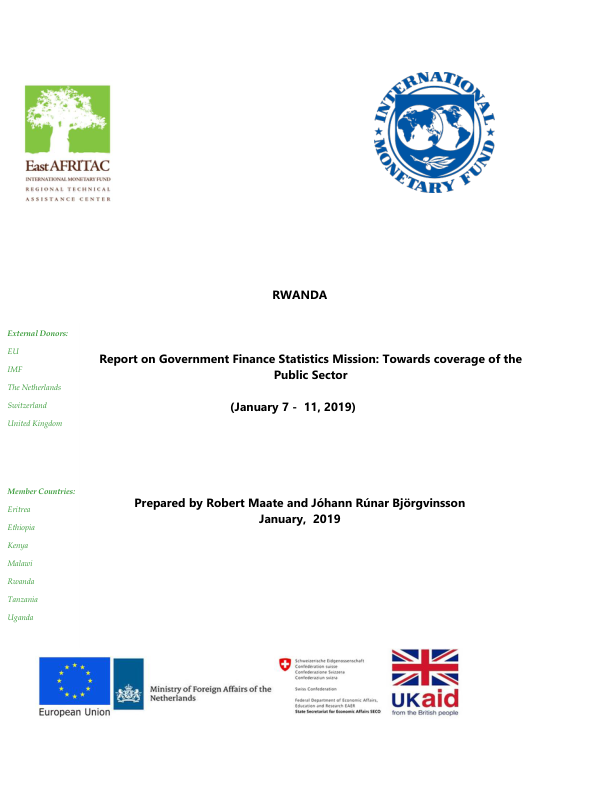 East AFRITAC
INTERNATIONAL MONETARY FUND
REGIONAL TECHNICAL
ASSISTANCE CENTER
INTERNATIONAL MONETARY FUND
RWANDA
External Donors:
EU
IMF
The Netherlands
Switzerland
United Kingdom
Report on Government Finance Statistics Mission: Towards coverage of the
Public Sector
(January 7 - 11, 2019)
Member Countries:
Eritrea
Ethiopia
Kenya
Malawi
Rwanda
Tanzania
Uganda
Prepared by Robert Maate and Jóhann Rúnar Björgvinsson
January, 2019
European Union
Ministry of Foreign Affairs of the
Netherlands
Schweizerische Eidgenossenschaft
Confédération suisse
Confederazione Svizzera
Confederaziun svizra
Swiss Confederation
Federal Department of Economic Affairs,
Education and Research EAER
State Secretariat for Economic Affairs SECO
UKaid
from the British people